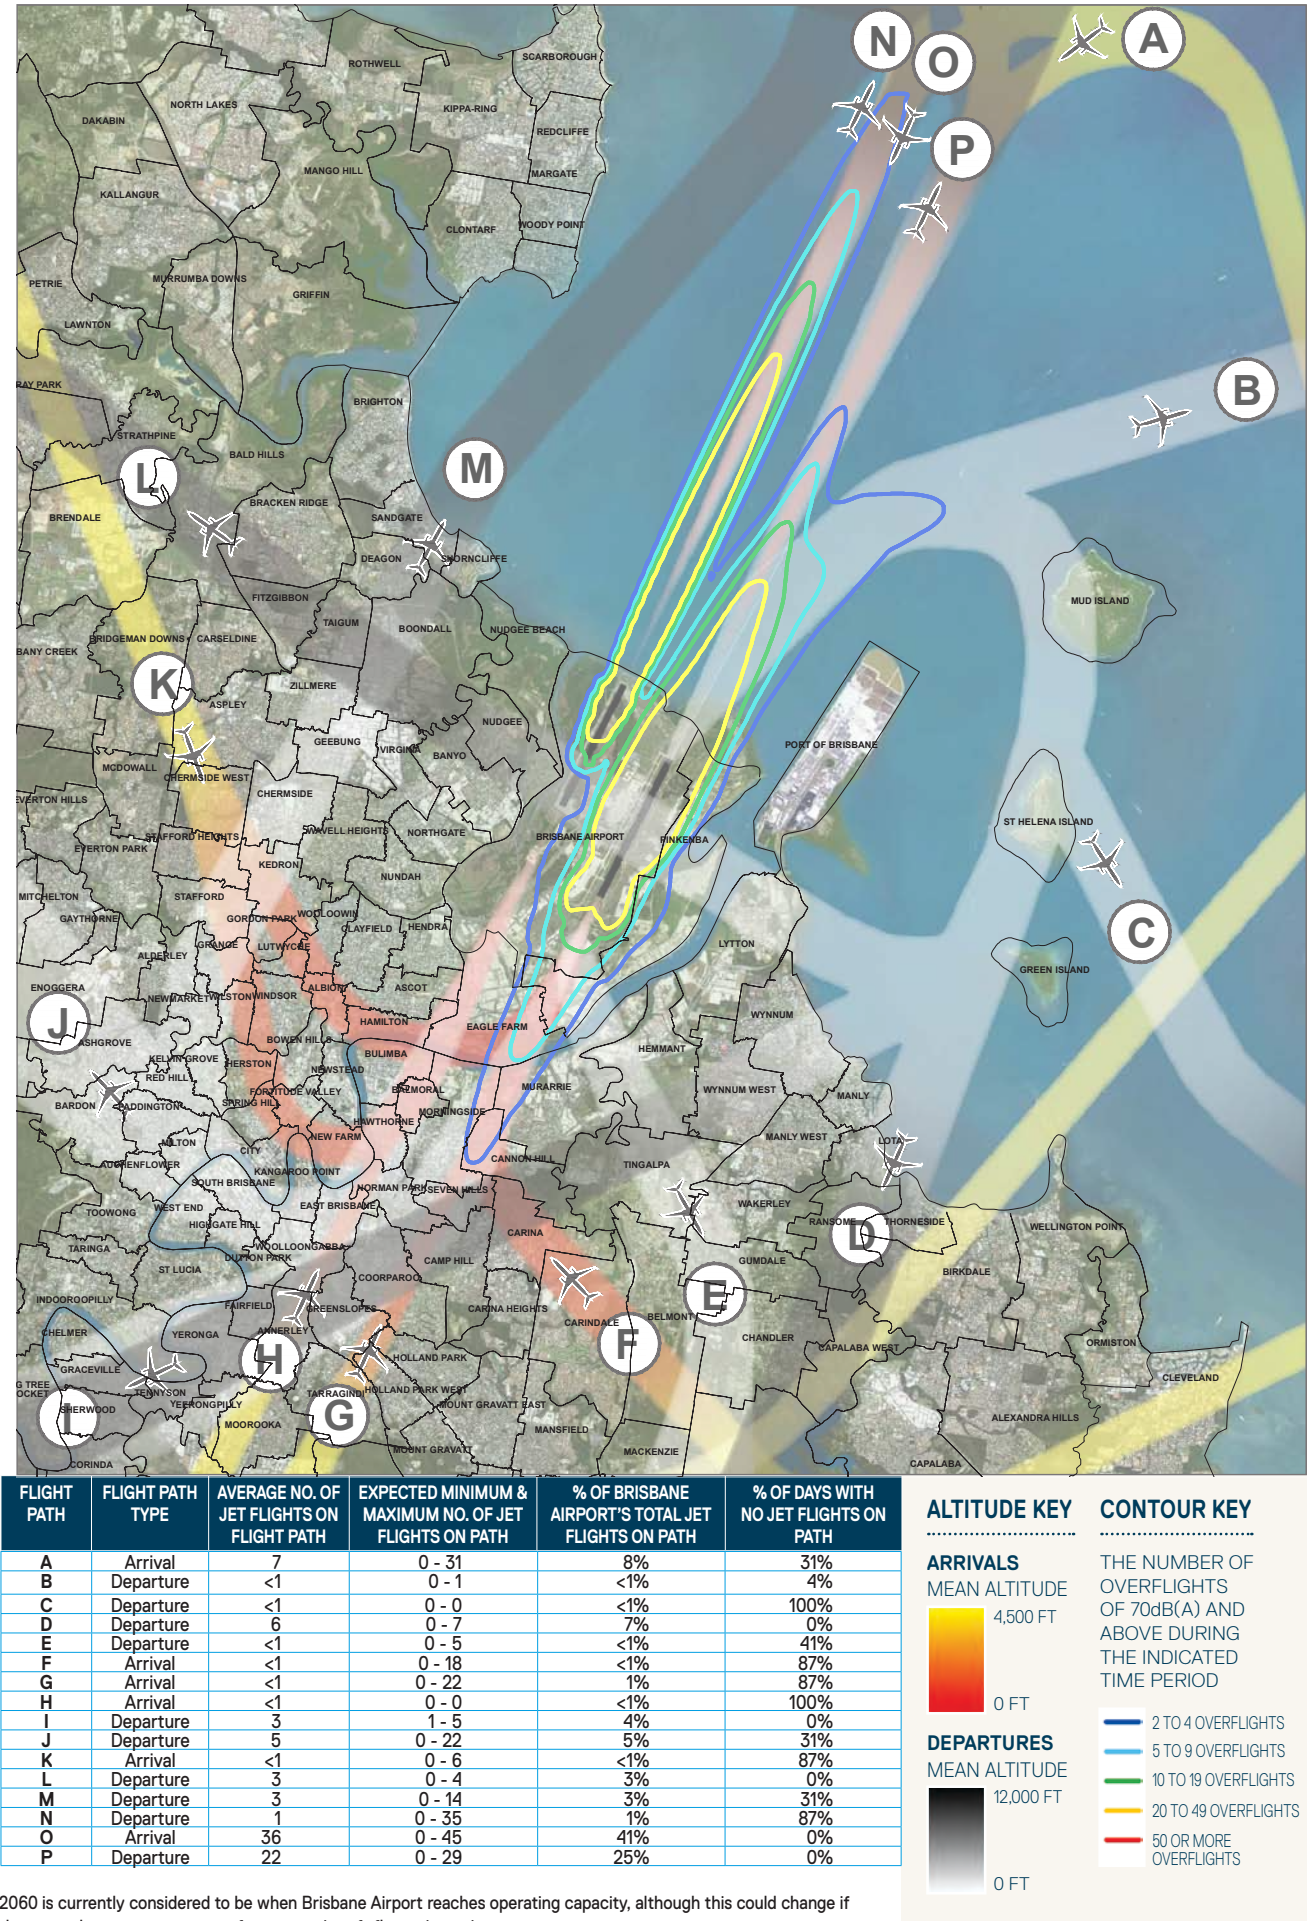 N
A
O
P
SCARBOROUGH
ROTHWELL
NORTH LAKES
KIPPA-RING
DAKABIN
REDCLIFFE
MANGO HILL
MARGATE
KALLANGUR
CLONTARF
WOODY POINT
MURRUMBA DOWNS
PETRIE
GRIFFIN
LAWNTON
B
RAY PARK
BRIGHTON
STRATHPINE
BALD HILLS
L
M
BRACKEN RIDGE
BRENDALE
SANDGATE
DEAGON
SHORNCLIFFE
FITZGIBBON
MUD ISLAND
TAIGUM
BOONDALL
NUDGEE BEACH
BRIDGEMAN DOWNS
CARSELDINE
BANY CREEK
K
ZILLMERE
ASPLEY
NUDGEE
GEEBUNG
VIRGINIA
BANYO
PORT OF BRISBANE
MCDOWALL
CHERMSIDE WEST
CHERMSIDE
EVERTON HILLS
ST HELENA ISLAND
STAFFORD HEIGHTS
WAVELL HEIGHTS
NORTHGATE
BRISBANE AIRPORT
PINKENBA
EVERTON PARK
KEDRON
NUNDAH
MITCHELTON
STAFFORD
GAYTHORNE
GORDON PARK
WOOLOOWIN
CLAYFIELD
HENDRA
C
GRANGE
LUTWYCHE
LYTTON
ALDERLEY
GREEN ISLAND
ENOGGERA
NEWMARKET
WILSTON
WINDSOR
ALBION
ASCOT
J
HAMILTON
EAGLE FARM
WYNNUM
ASHGROVE
BOWEN HILLS
BULIMBA
HEMMANT
KELVIN GROVE
HERSTON
NEWSTEAD
RED HILL
FORTITUDE VALLEY
BALMORAL
MURARRIE
WYNNUM WEST
MANLY
BARDON
PADDINGTON
SPRING HILL
MORNINGSIDE
HAWTHORNE
MILTON
NEW FARM
MANLY WEST
LOTA
CITY
AUCHENFLOWER
KANGAROO POINT
CANNON HILL
TINGALPA
SOUTH BRISBANE
NORMAN PARK
SEVEN HILLS
TOOWONG
WEST END
EAST BRISBANE
WAKERLEY
HIGHGATE HILL
CARINA
RANSOME
D
THORNESIDE
WELLINGTON POINT
TARINGA
WOOLLOONGABBA
DUTTON PARK
CAMP HILL
GUMDALE
ST LUCIA
COORPAROO
BIRKDALE
INDOOROOPILLY
FAIRFIELD
GREENSLOPES
CARINA HEIGHTS
E
CARINDALE
BELMONT
CHELMER
YERONGA
ANNERLEY
F
CHANDLER
CAPALABA WEST
ORMISTON
GRACEVILLE
H
HOLLAND PARK
CLEVELAND
G TREE
OCKET
TENNYSON
TARRAGINDI
HOLLAND PARK WEST
SHERWOOD
I
YEERONGPILLY
G
MOUNT GRAVATT EAST
MOOROOKA
MANSFIELD
ALEXANDRA HILLS
MOUNT GRAVATT
MACKENZIE
CORINDA
CAPALABA
FLIGHT PATH FLIGHT PATH TYPE AVERAGE NO. OF JET FLIGHTS ON FLIGHT PATH EXPECTED MINIMUM & MAXIMUM NO. OF JET FLIGHTS ON PATH % OF BRISBANE AIRPORT'S TOTAL JET FLIGHTS ON PATH % OF DAYS WITH NO JET FLIGHTS ON PATH
A Arrival 7 0 - 31 8% 31%
B Departure <1 0 - 1 <1% 4%
C Departure <1 0 - 0 <1% 100%
D Departure 6 0 - 7 7% 0%
E Departure <1 0 - 5 <1% 41%
F Arrival <1 0 - 18 <1% 87%
G Arrival <1 0 - 22 1% 87%
H Arrival <1 0 - 0 <1% 100%
I Departure 3 1 - 5 4% 0%
J Departure 5 0 - 22 5% 31%
K Arrival <1 0 - 6 <1% 87%
L Departure 3 0 - 4 3% 0%
M Departure 3 0 - 14 3% 31%
N Departure 1 0 - 35 1% 87%
O Arrival 36 0 - 45 41% 0%
P Departure 22 0 - 29 25% 0%
ALTITUDE KEY
ARRIVALS
MEAN ALTITUDE
4,500 FT
0 FT
DEPARTURES
MEAN ALTITUDE
12,000 FT
0 FT
CONTOUR KEY
THE NUMBER OF
OVERFLIGHTS
OF 70dB(A) AND
ABOVE DURING
THE INDICATED
TIME PERIOD
2 TO 4 OVERFLIGHTS
5 TO 9 OVERFLIGHTS
10 TO 19 OVERFLIGHTS
20 TO 49 OVERFLIGHTS
50 OR MORE
OVERFLIGHTS
2060 is currently considered to be when Brisbane Airport reaches operating capacity, although this could change if